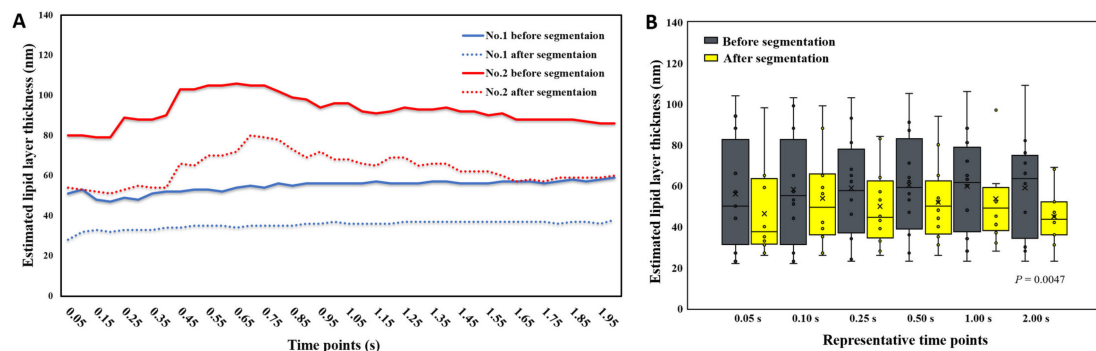 A
Estimated lipid layer thickness (nm)
140
120
100
80
60
40
20
0
No.1 before segmentaion
No.1 after segmentaion
No.2 before segmentaion
No.2 after segmentaion
0.05
0.15
0.25
0.35
0.45
0.55
0.65
0.75
0.85
0.95
1.05
1.15
1.25
1.35
1.45
1.55
1.65
1.75
1.85
1.95
Time points (s)
B
Estimated lipid layer thickness (nm)
140
120
100
80
60
40
20
0
Before segmentation
After segmentation
P = 0.0047
0.05 s
0.10 s
0.25 s
0.50 s
1.00 s
2.00 s
Representative time points